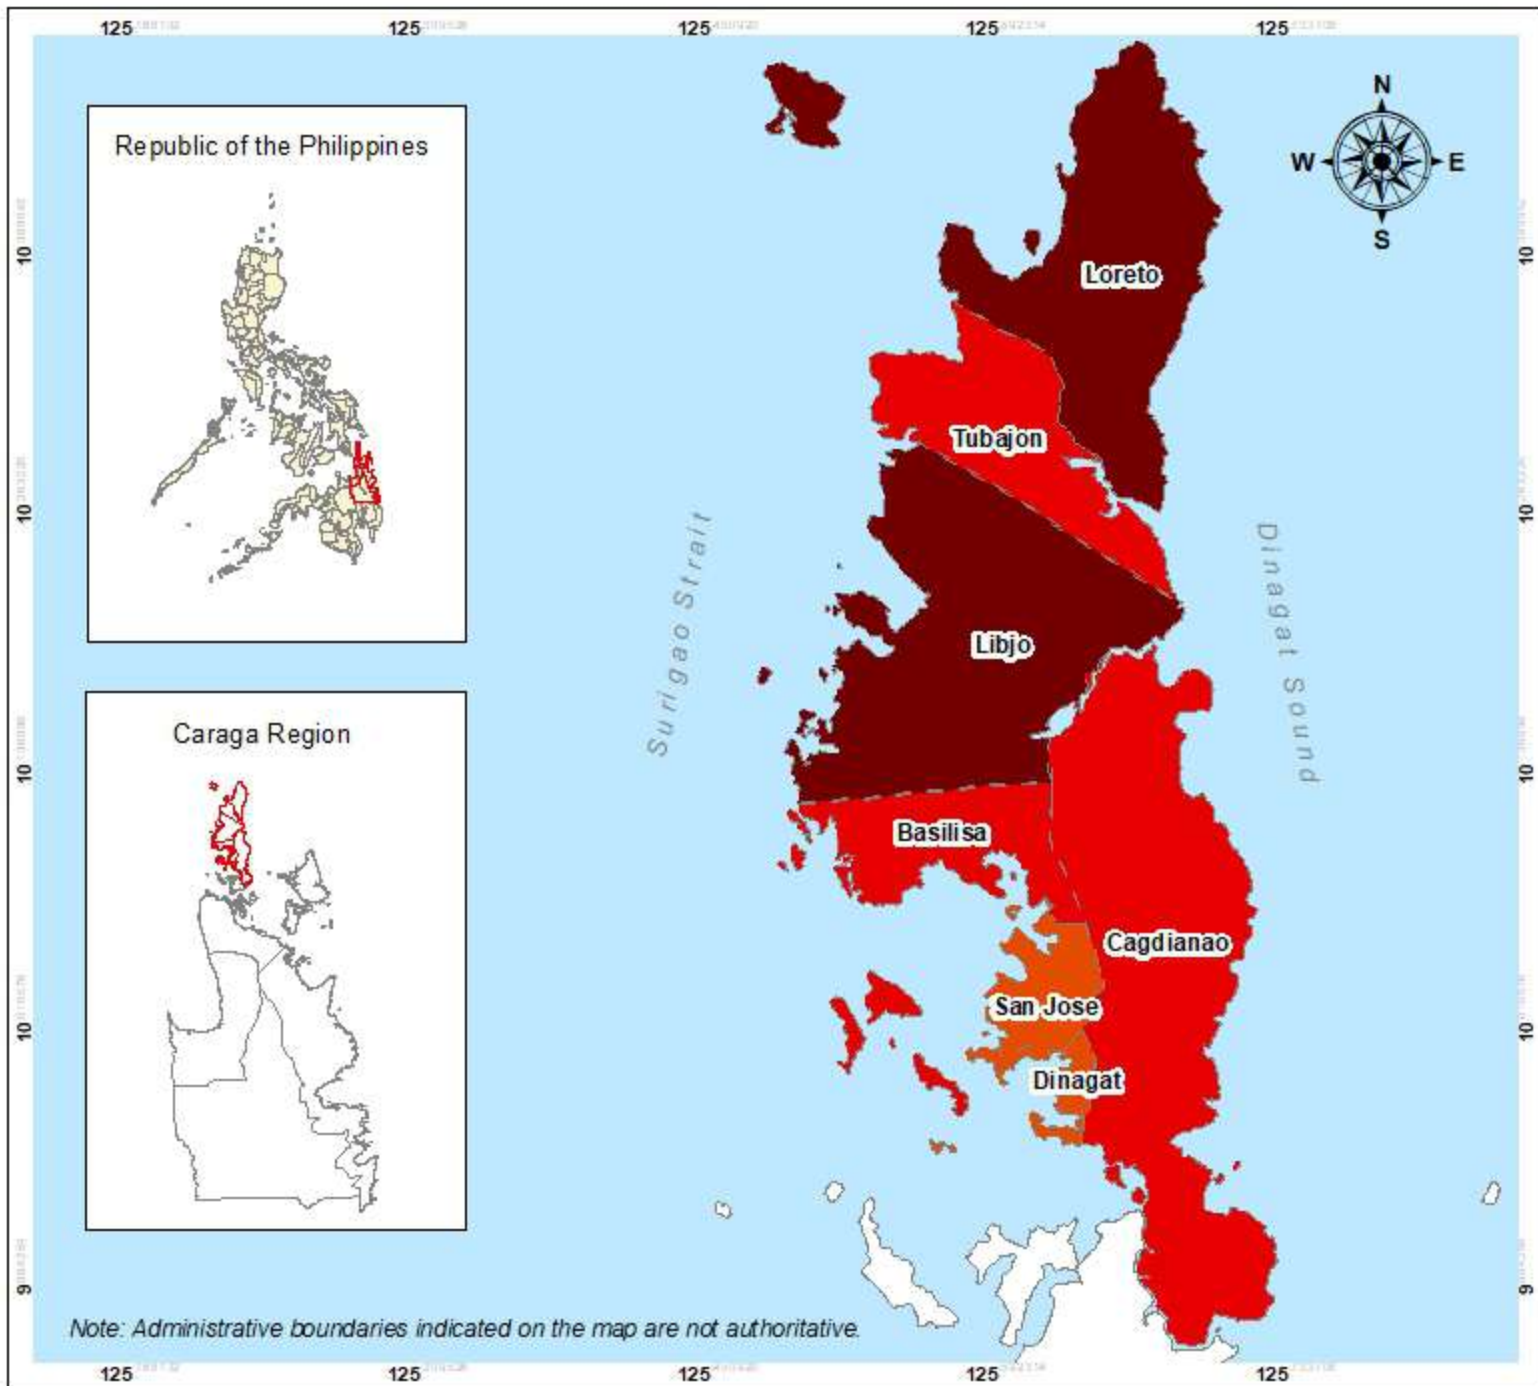 125 125 125 125 125
Republic of the Philippines
N
W E
S
10 10
Loreto
Tubajon
10 10
Surigao Strait
Dinagat Sound
Libjo
Caraga Region
10 10
Basilisa
Cagdianao
San Jose
10 10
Dinagat
9 9
Note: Administrative boundaries indicated on the map are not authoritative.
125 125 125 125 125